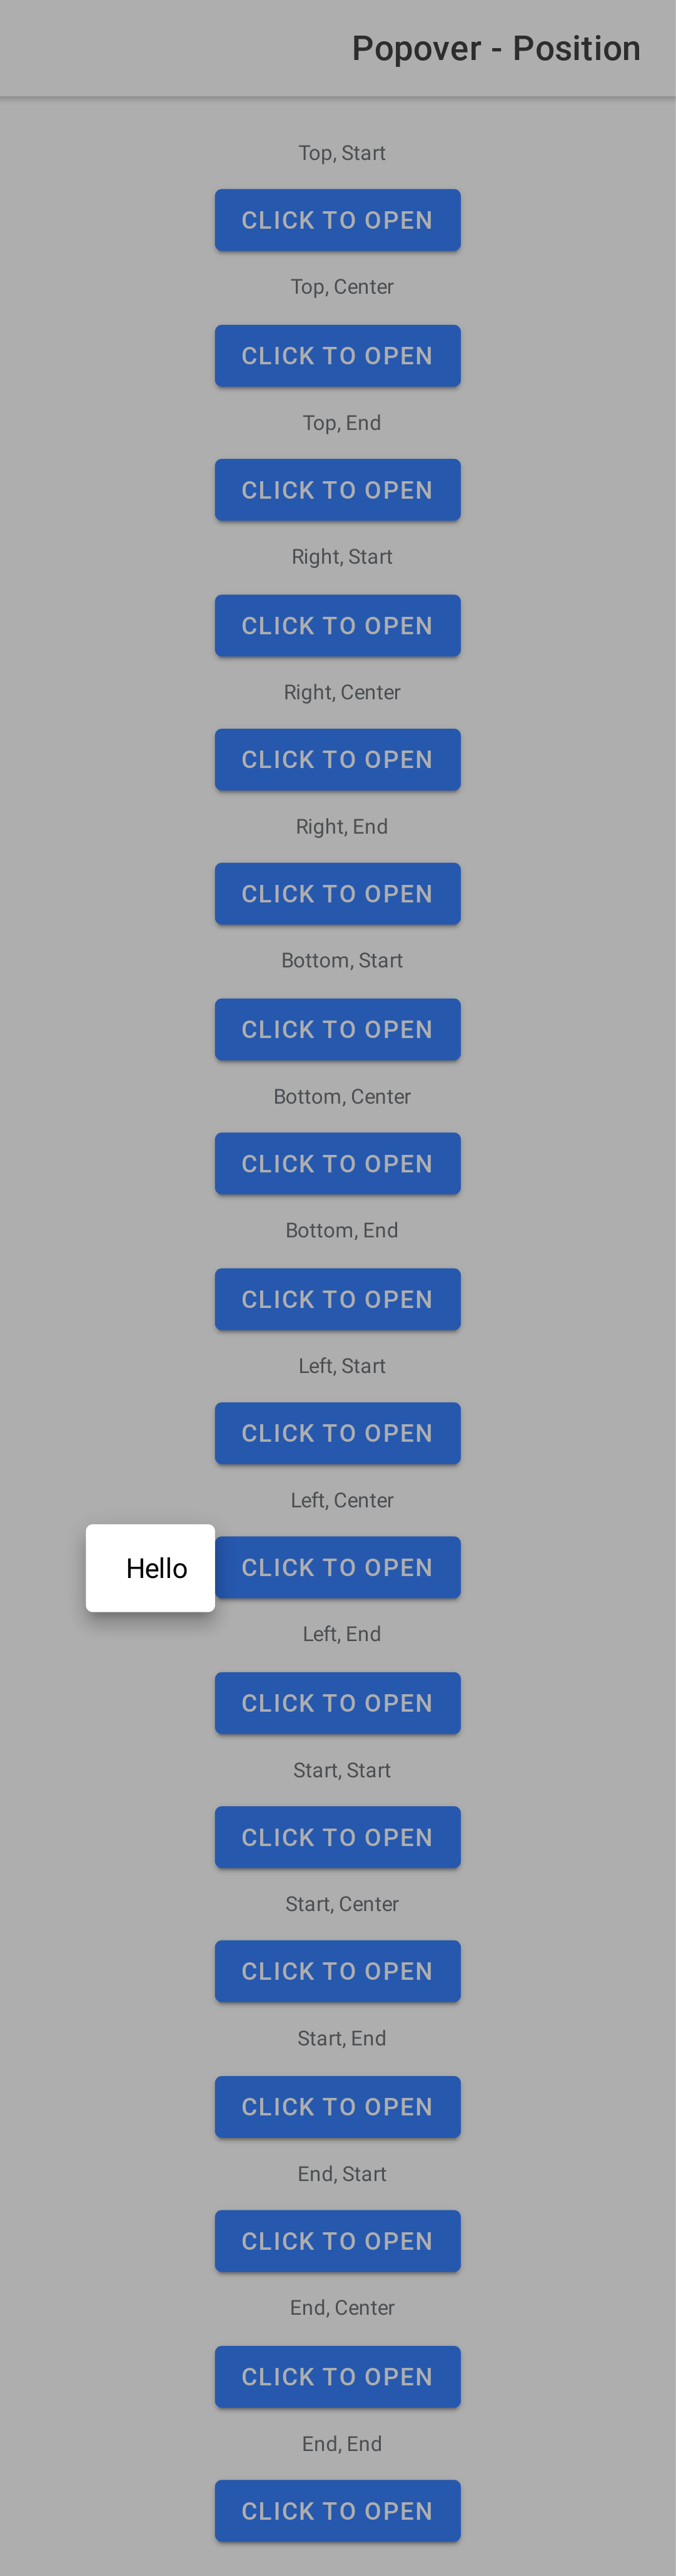 Popover - Position
Top, Start
CLICK TO OPEN
Top, Center
CLICK TO OPEN
Top, End
CLICK TO OPEN
Right, Start
CLICK TO OPEN
Right, Center
CLICK TO OPEN
Right, End
CLICK TO OPEN
Bottom, Start
CLICK TO OPEN
Bottom, Center
CLICK TO OPEN
Bottom, End
CLICK TO OPEN
Left, Start
CLICK TO OPEN
Left, Center
Hello CLICK TO OPEN
Left, End
CLICK TO OPEN
Start, Start
CLICK TO OPEN
Start, Center
CLICK TO OPEN
Start, End
CLICK TO OPEN
End, Start
CLICK TO OPEN
End, Center
CLICK TO OPEN
End, End
CLICK TO OPEN